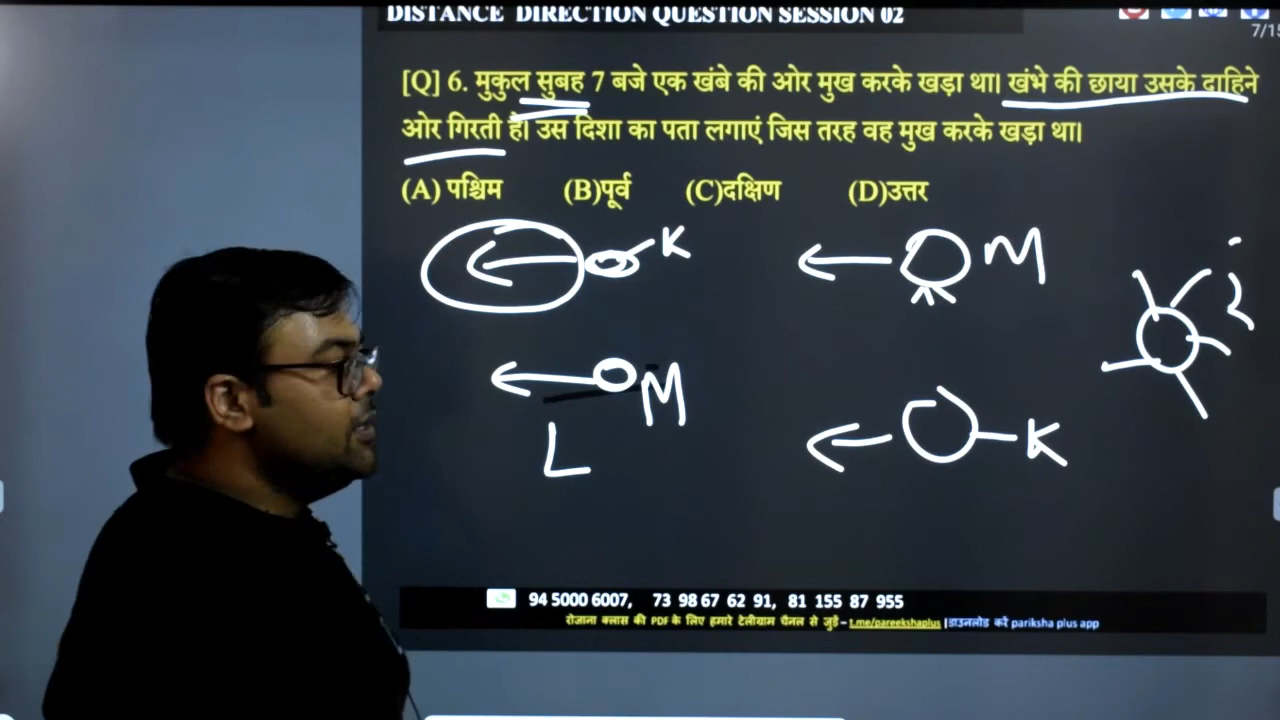 DISTANCE DIRECTION QUESTION SESSION 02
7/15
[Q] 6. मुकुल सुबह 7 बजे एक खंबे की ओर मुख करके खड़ा था। खंभे की छाया उसके दाहिने
ओर गिरती है। उस दिशा का पता लगाएं जिस तरह वह मुख करके खड़ा था।
(A) पश्चिम (B)पूर्व (C)दक्षिण (D)उत्तर
K M
M
L K
94 5000 6007, 73 98 67 62 91, 81 155 87 955
रोजाना क्लास की PDF के लिए हमारे टेलीग्राम चैनल से जुड़ें – t.me/pareekshaplus |डाउनलोड करें pariksha plus app